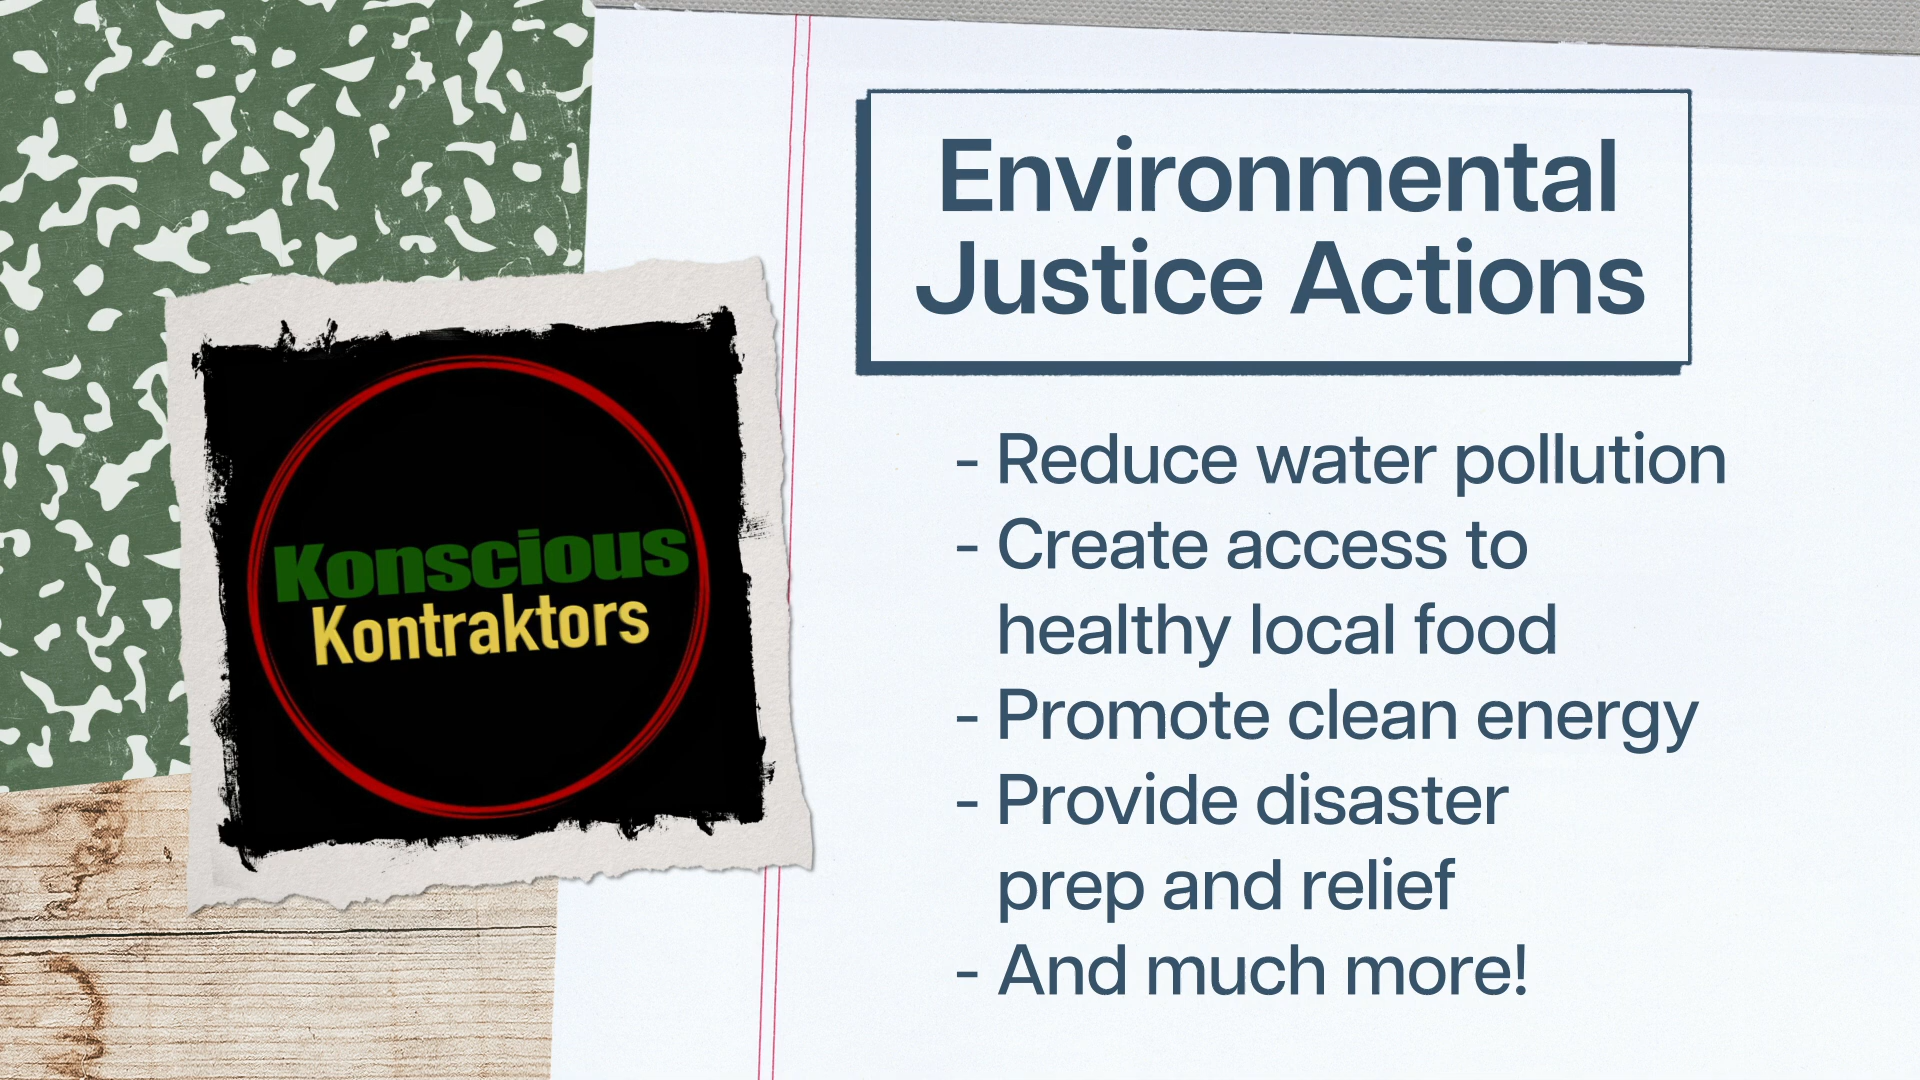 Environmental
Justice Actions
Konscious
Kontraktors
- Reduce water pollution
- Create access to
healthy local food
- Promote clean energy
- Provide disaster
prep and relief
- And much more!